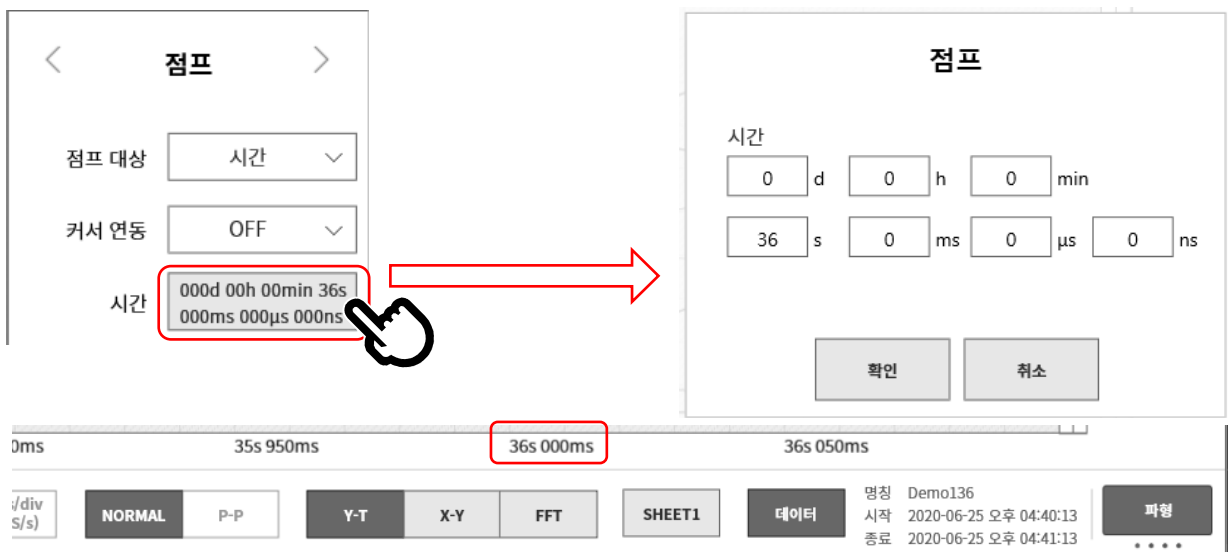 점프
점프 대상 시간
커서 연동 OFF
시간 000d 00h 00min 36s
000ms 000µs 000ns
점프
시간
0 d 0 h 0 min
36 s 0 ms 0 µs 0 ns
확인 취소
0ms 35s 950ms 36s 000ms 36s 050ms
s/div
S/s)
NORMAL P-P Y-T X-Y FFT SHEET1 데이터
명칭 Demo136
시작 2020-06-25 오후 04:40:13
종료 2020-06-25 오후 04:41:13
파형